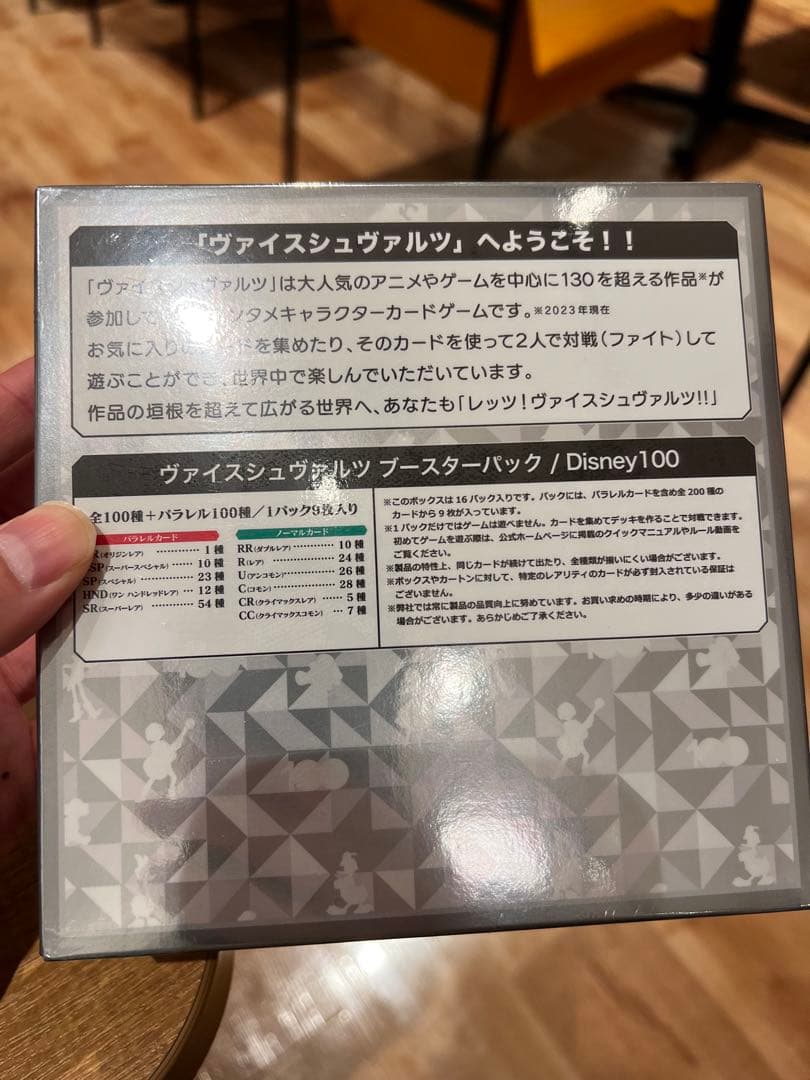 「ヴァイスシュヴァルツ」へようこそ！！
「ヴァイスシュヴァルツ」は大人気のアニメやゲームを中心に130を超える作品※が
参加して ンタメキャラクターカードゲームです。※2023年現在
お気に入り ードを集めたり、そのカードを使って2人で対戦（ファイト）して
遊ぶことができ、世界中で楽しんでいただいています。
作品の垣根を超えて広がる世界へ、あなたも「レッツ！ヴァイスシュヴァルツ!!」
ヴァイスシュヴァルツ ブースターパック / Disney100
全100種＋パラレル100種／1パック9枚入り
パラレルカード
R（オリジンレア） ………… 1種
SP（スーパースペシャル） ……… 10種
SP（スペシャル） ………… 23種
HND（ワン ハンドレッドレア） … 12種
SR（スーパーレア） ………… 54種
ノーマルカード
RR（ダブルレア） ………… 10種
R（レア） ………… 24種
U（アンコモン） ………… 26種
C（コモン） ………… 28種
CR（クライマックスレア） …… 5種
CC（クライマックスコモン） … 7種
※このボックスは16パック入りです。パックには、パラレルカードを含め全200種の
カードから9枚が入っています。
※1パックだけではゲームは遊べません。カードを集めてデッキを作ることで対戦できます。
初めてゲームを遊ぶ際は、公式ホームページに掲載のクイックマニュアルやルール動画を
ご覧ください。
※製品の特性上、同じカードが続けて出たり、全種類が揃いにくい場合がございます。
※ボックスやカートンに対して、特定のレアリティのカードが必ず封入されている保証は
ございません。
※弊社では常に製品の品質向上に努めています。お買い求めの時期により、多少の違いがある
場合がございます。あらかじめご了承ください。